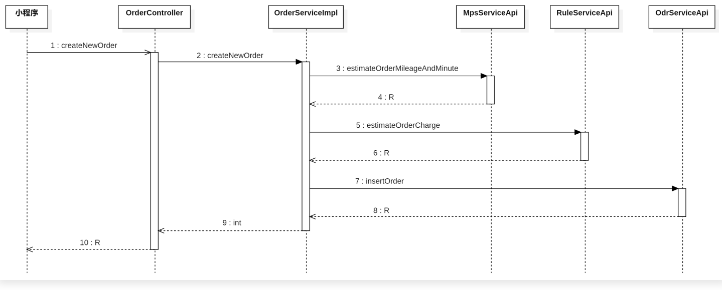 小程序
OrderController
OrderServiceImpl
MpsServiceApi
RuleServiceApi
OdrServiceApi
1 : createNewOrder
2 : createNewOrder
3 : estimateOrderMileageAndMinute
4 : R
5 : estimateOrderCharge
6 : R
7 : insertOrder
8 : R
9 : int
10 : R